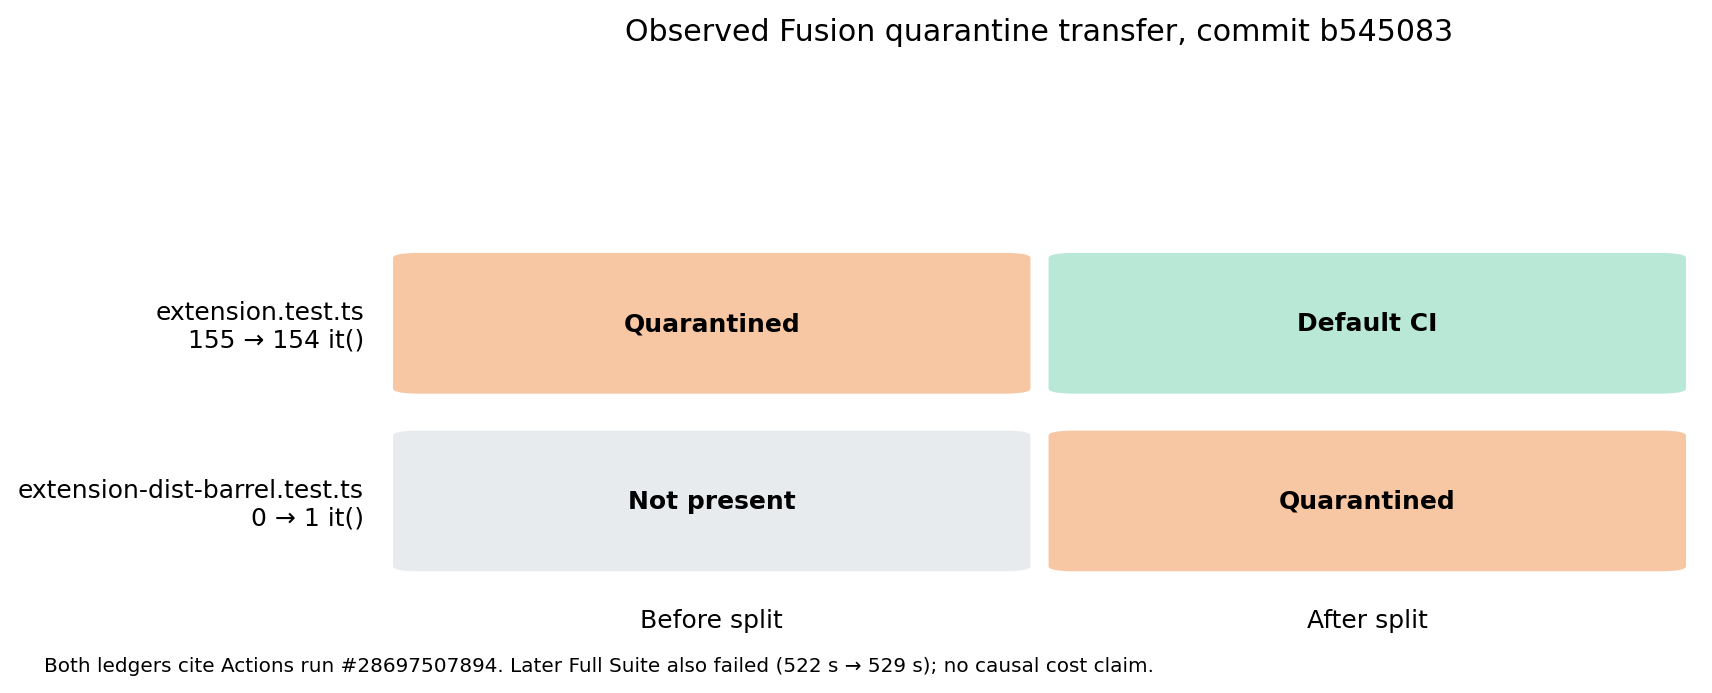 Observed Fusion quarantine transfer, commit b545083
extension.test.ts
155 → 154 it()
Quarantined
Default CI
extension-dist-barrel.test.ts
0 → 1 it()
Not present
Quarantined
Before split
After split
Both ledgers cite Actions run #28697507894. Later Full Suite also failed (522 s → 529 s); no causal cost claim.